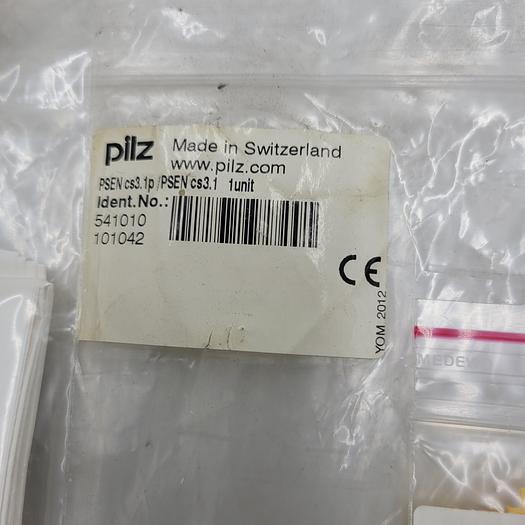 pilz Made in Switzerland
www.pilz.com
PSEN cs3.1p /PSEN cs3.1 1unit
Ident.No.:
541010
101042
CE
YOM 2012
MEDE